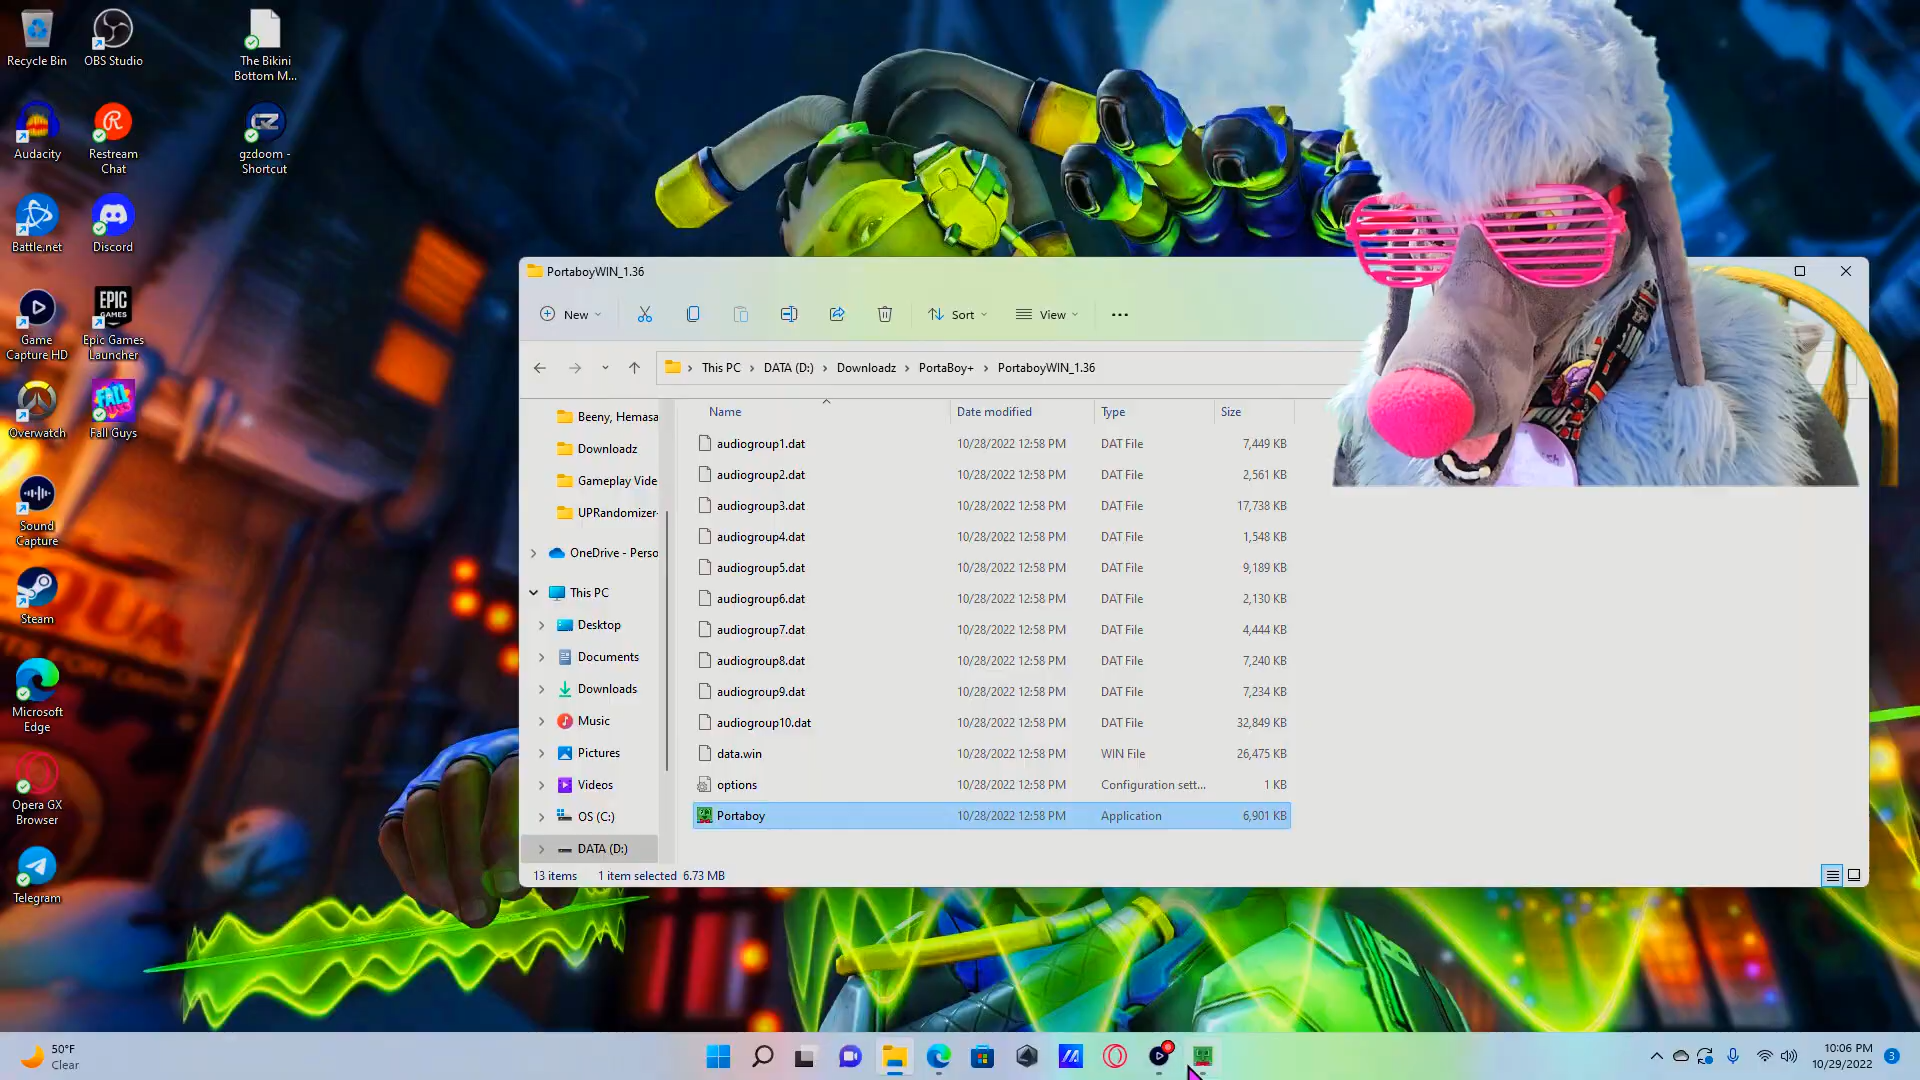 Recycle Bin
OBS Studio
The Bikini
Bottom M...
Audacity
Restream
Chat
gzdoom -
Shortcut
Battle.net
Discord
Game
Capture HD
EPIC
GAMES
Epic Games
Launcher
Overwatch
FALL
Fall Guys
Sound
Capture
Steam
Microsoft
Edge
Opera GX
Browser
Telegram
PortaboyWIN_1.36
New
Sort
View
This PC > DATA (D:) > Downloadz > PortaBoy+ > PortaboyWIN_1.36
Name Date modified Type Size
Beeny, Hemasa
Downloadz
Gameplay Vide
UPRandomizer-
OneDrive - Perso
This PC
Desktop
Documents
Downloads
Music
Pictures
Videos
OS (C:)
DATA (D:)
audiogroup1.dat 10/28/2022 12:58 PM DAT File 7,449 KB
audiogroup2.dat 10/28/2022 12:58 PM DAT File 2,561 KB
audiogroup3.dat 10/28/2022 12:58 PM DAT File 17,738 KB
audiogroup4.dat 10/28/2022 12:58 PM DAT File 1,548 KB
audiogroup5.dat 10/28/2022 12:58 PM DAT File 9,189 KB
audiogroup6.dat 10/28/2022 12:58 PM DAT File 2,130 KB
audiogroup7.dat 10/28/2022 12:58 PM DAT File 4,444 KB
audiogroup8.dat 10/28/2022 12:58 PM DAT File 7,240 KB
audiogroup9.dat 10/28/2022 12:58 PM DAT File 7,234 KB
audiogroup10.dat 10/28/2022 12:58 PM DAT File 32,849 KB
data.win 10/28/2022 12:58 PM WIN File 26,475 KB
options 10/28/2022 12:58 PM Configuration sett... 1 KB
Portaboy 10/28/2022 12:58 PM Application 6,901 KB
13 items 1 item selected 6.73 MB
50°F
Clear
10:06 PM
10/29/2022
3